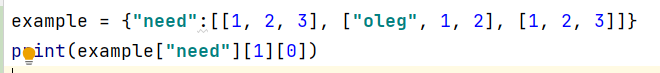 example = {"need":[[1, 2, 3], ["oleg", 1, 2], [1, 2, 3]]}
print(example["need"][1][0])